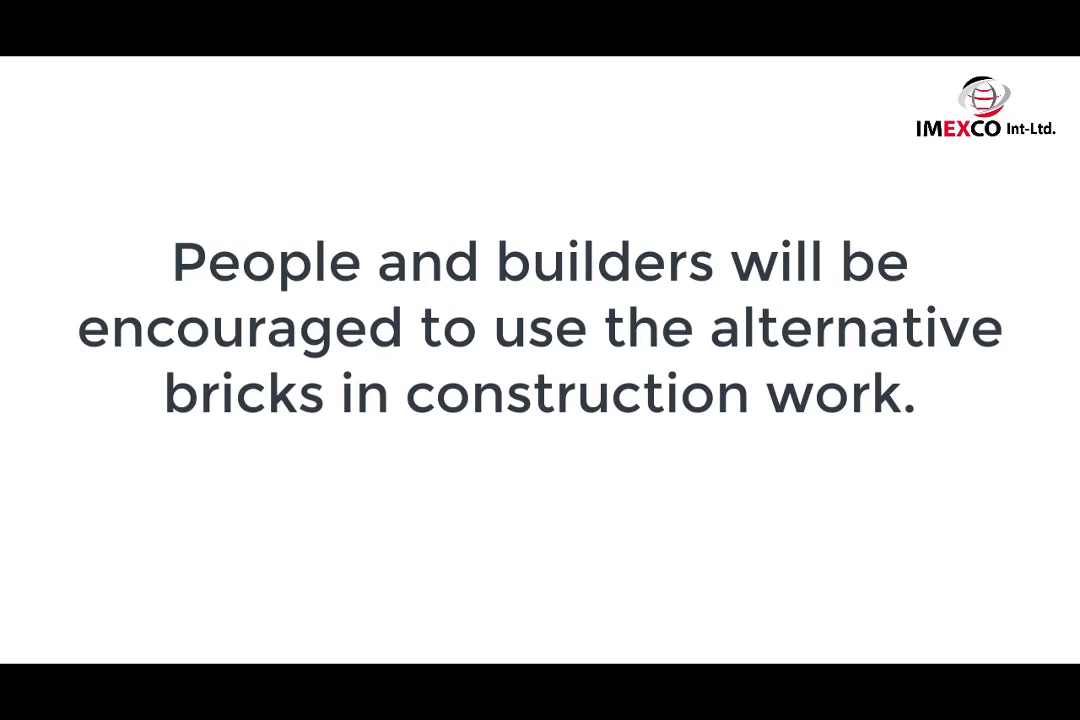 IMEXCO Int-Ltd.
People and builders will be
encouraged to use the alternative
bricks in construction work.